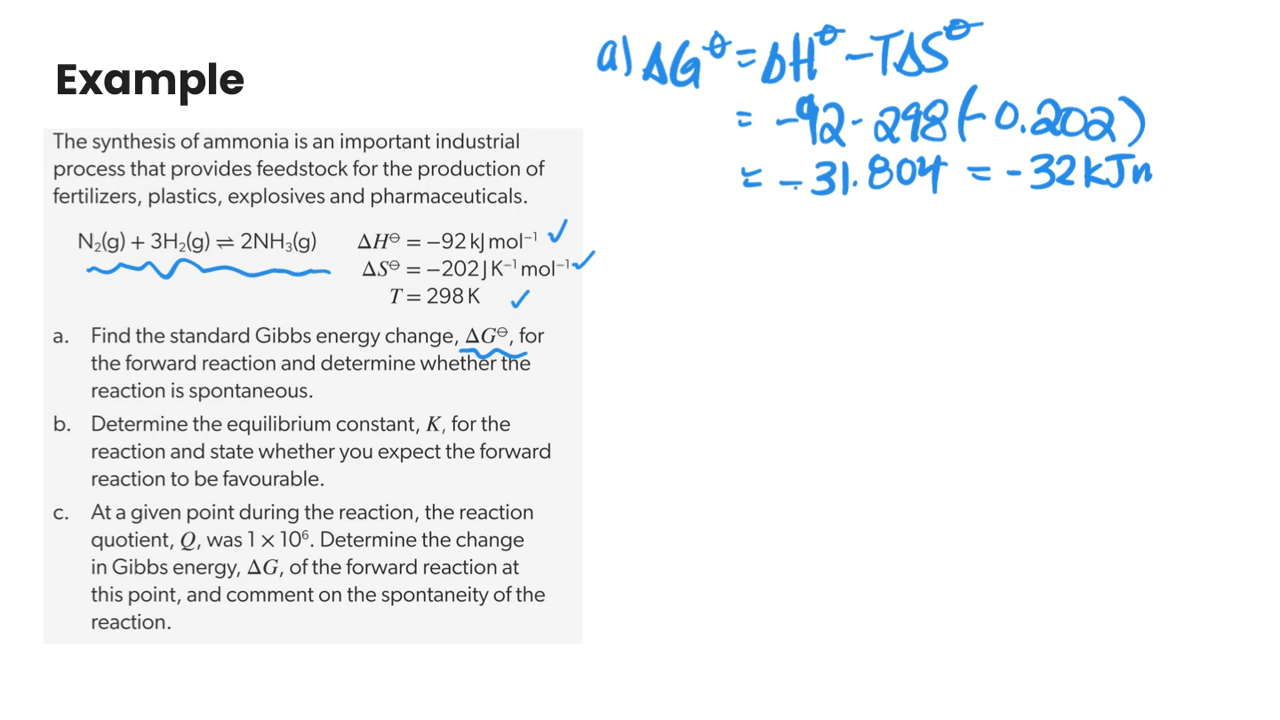 Example
The synthesis of ammonia is an important industrial
process that provides feedstock for the production of
fertilizers, plastics, explosives and pharmaceuticals.
N₂(g) + 3H₂(g) ⇌ 2NH₃(g) ΔH⊖ = −92 kJ mol⁻¹ ✓
ΔS⊖ = −202 J K⁻¹ mol⁻¹ ✓
T = 298 K ✓
a. Find the standard Gibbs energy change, ΔG⊖, for
the forward reaction and determine whether the
reaction is spontaneous.
b. Determine the equilibrium constant, K, for the
reaction and state whether you expect the forward
reaction to be favourable.
c. At a given point during the reaction, the reaction
quotient, Q, was 1 × 10⁶. Determine the change
in Gibbs energy, ΔG, of the forward reaction at
this point, and comment on the spontaneity of the
reaction.
a) ΔG⊖ = ΔH⊖ − TΔS⊖
= −92 − 298(−0.202)
= −31.804 = −32 kJ m